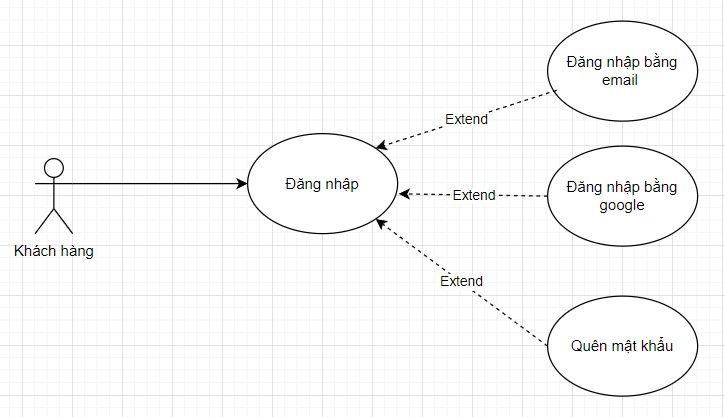 Đăng nhập bằng
email
Extend
Đăng nhập
Đăng nhập bằng
google
Extend
Khách hàng
Extend
Quên mật khẩu